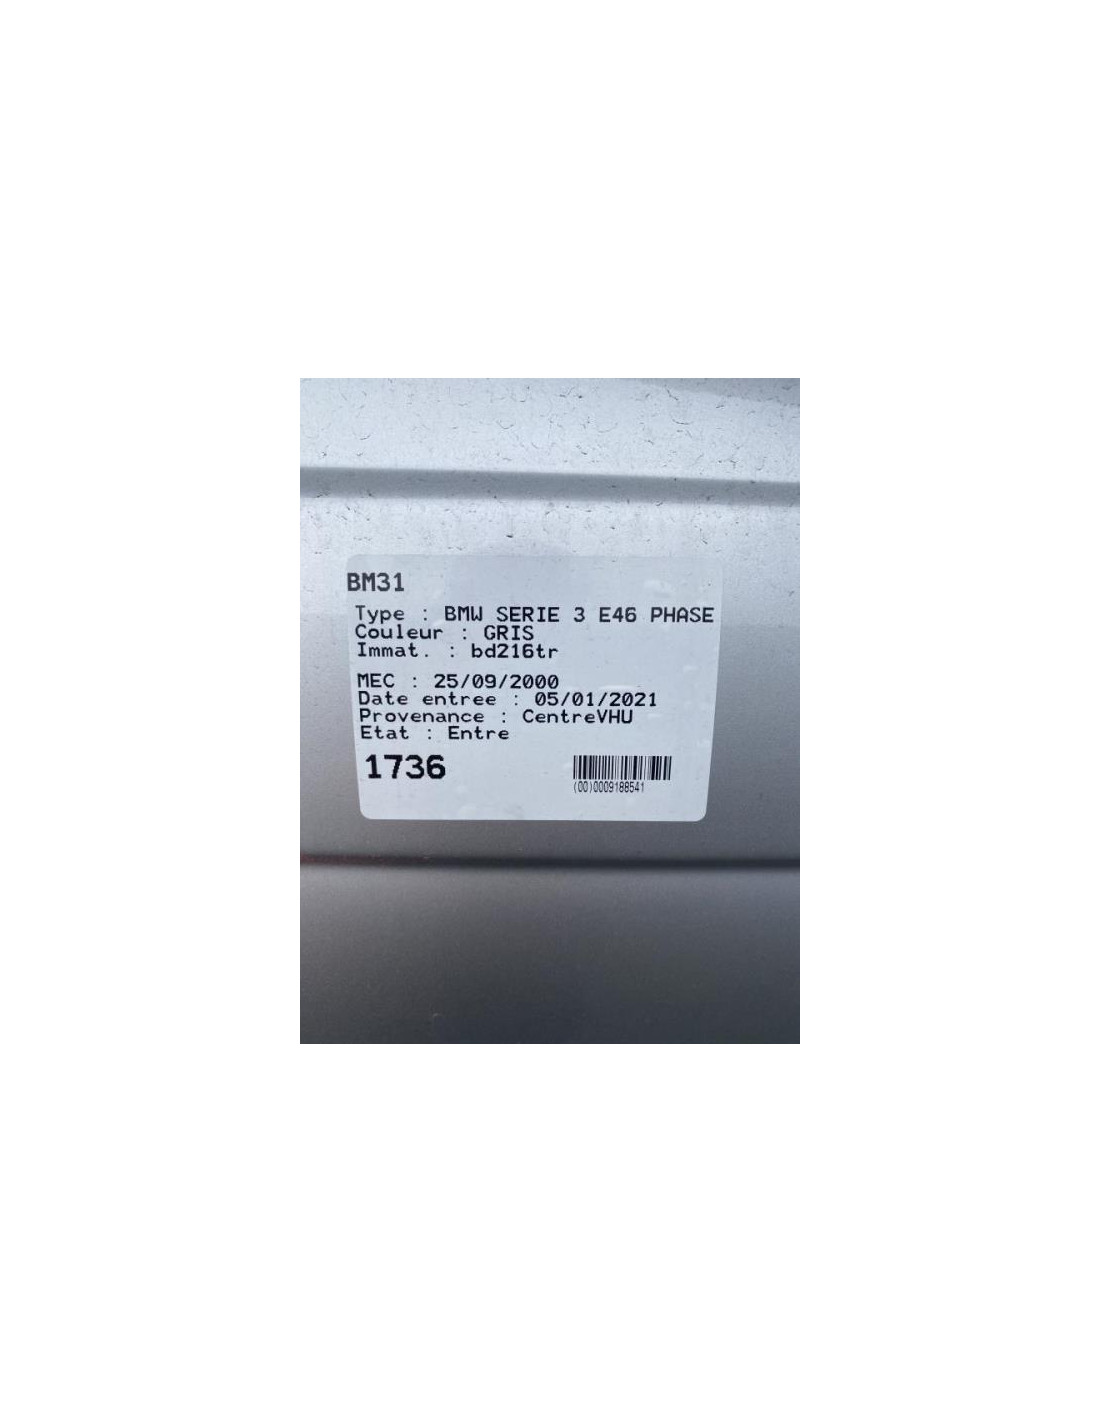 BM31
Type : BMW SERIE 3 E46 PHASE
Couleur : GRIS
Immat. : bd216tr
MEC : 25/09/2000
Date entree : 05/01/2021
Provenance : CentreVHU
Etat : Entre
1736
(00)0009188541